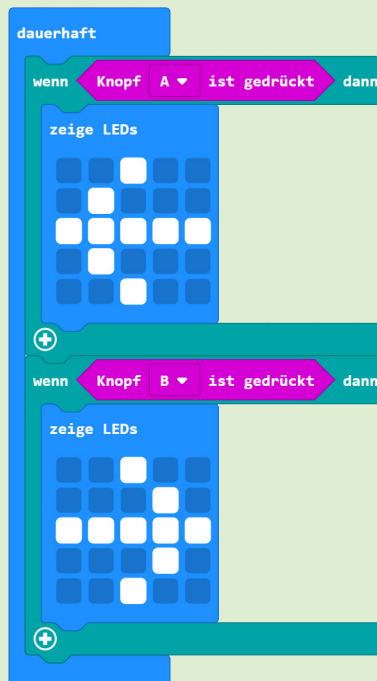 dauerhaft
wenn Knopf A ist gedrückt dann
zeige LEDs
wenn Knopf B ist gedrückt dann
zeige LEDs